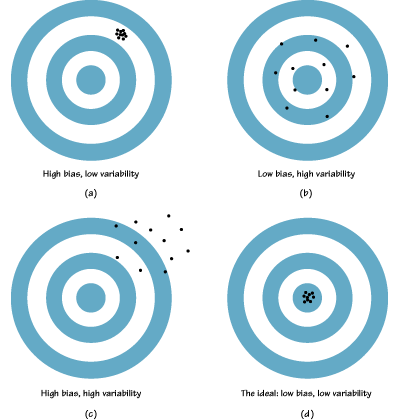 High bias, low variability
(a)
Low bias, high variability
(b)
High bias, high variability
(c)
The ideal: low bias, low variability
(d)